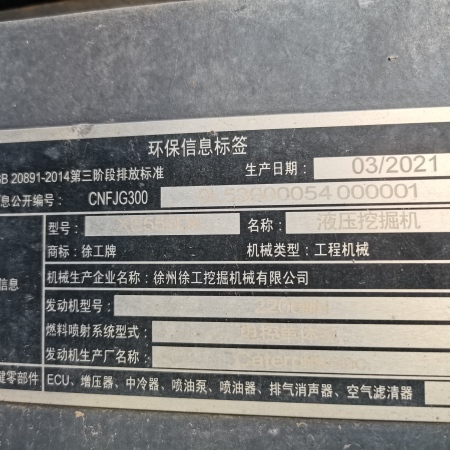 环保信息标签
GB 20891-2014第三阶段排放标准 生产日期: 03/2021
息公开编号: CNFJG300 000054 000001
型号: 名称: 液压挖掘机
商标: 徐工牌 机械类型: 工程机械
信息
机械生产企业名称: 徐州徐工挖掘机械有限公司
发动机型号:
燃料喷射系统型式:
发动机生产厂名称:
键零部件 ECU、增压器、中冷器、喷油泵、喷油器、排气消声器、空气滤清器